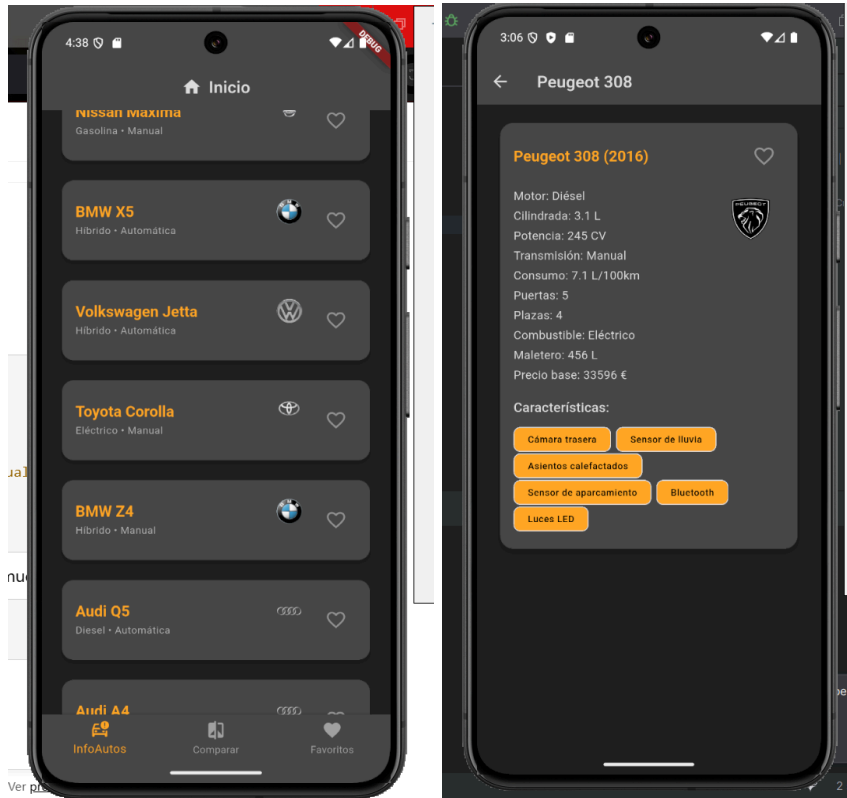 4:38
DEBUG
Inicio
Nissan Maxima
Gasolina • Manual
BMW X5
Híbrido • Automática
Volkswagen Jetta
Híbrido • Automática
Toyota Corolla
Eléctrico • Manual
BMW Z4
Híbrido • Manual
Audi Q5
Diesel • Automática
Audi A4
InfoAutos
Comparar
Favoritos
Ver
3:06
Peugeot 308
Peugeot 308 (2016)
Motor: Diésel
PEUGEOT
Cilindrada: 3.1 L
Potencia: 245 CV
Transmisión: Manual
Consumo: 7.1 L/100km
Puertas: 5
Plazas: 4
Combustible: Eléctrico
Maletero: 456 L
Precio base: 33596 €
Características:
Cámara trasera Sensor de lluvia
Asientos calefactados
Sensor de aparcamiento Bluetooth
Luces LED
2